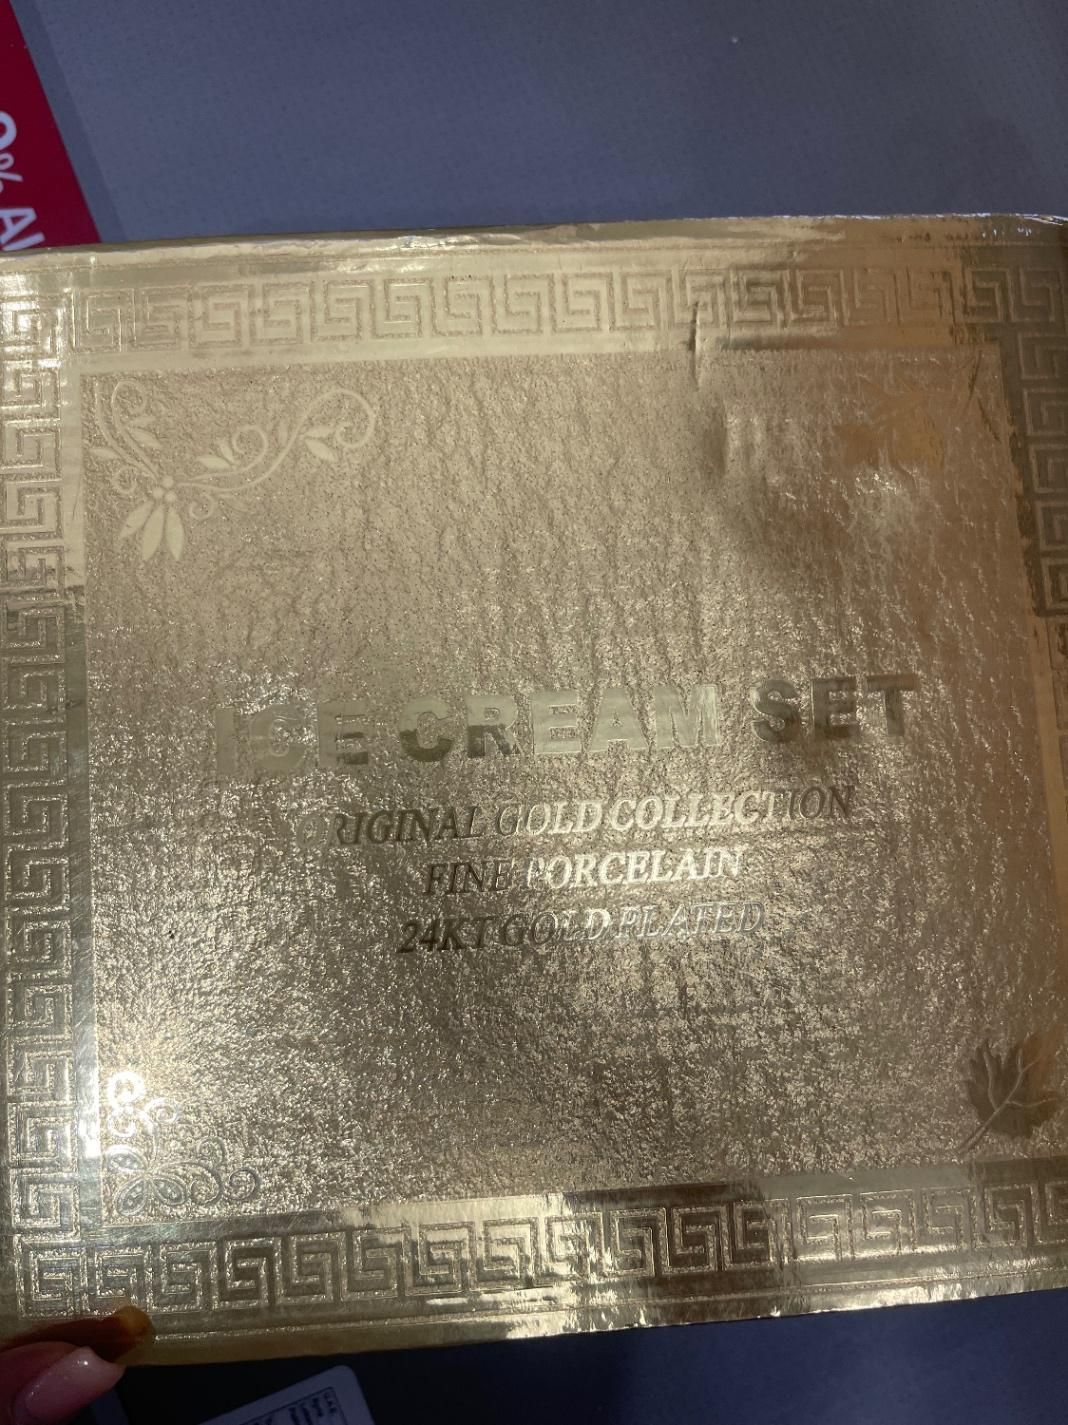 ICE CREAM SET
ORIGINAL GOLD COLLECTION
FINE PORCELAIN
24KT GOLD PLATED